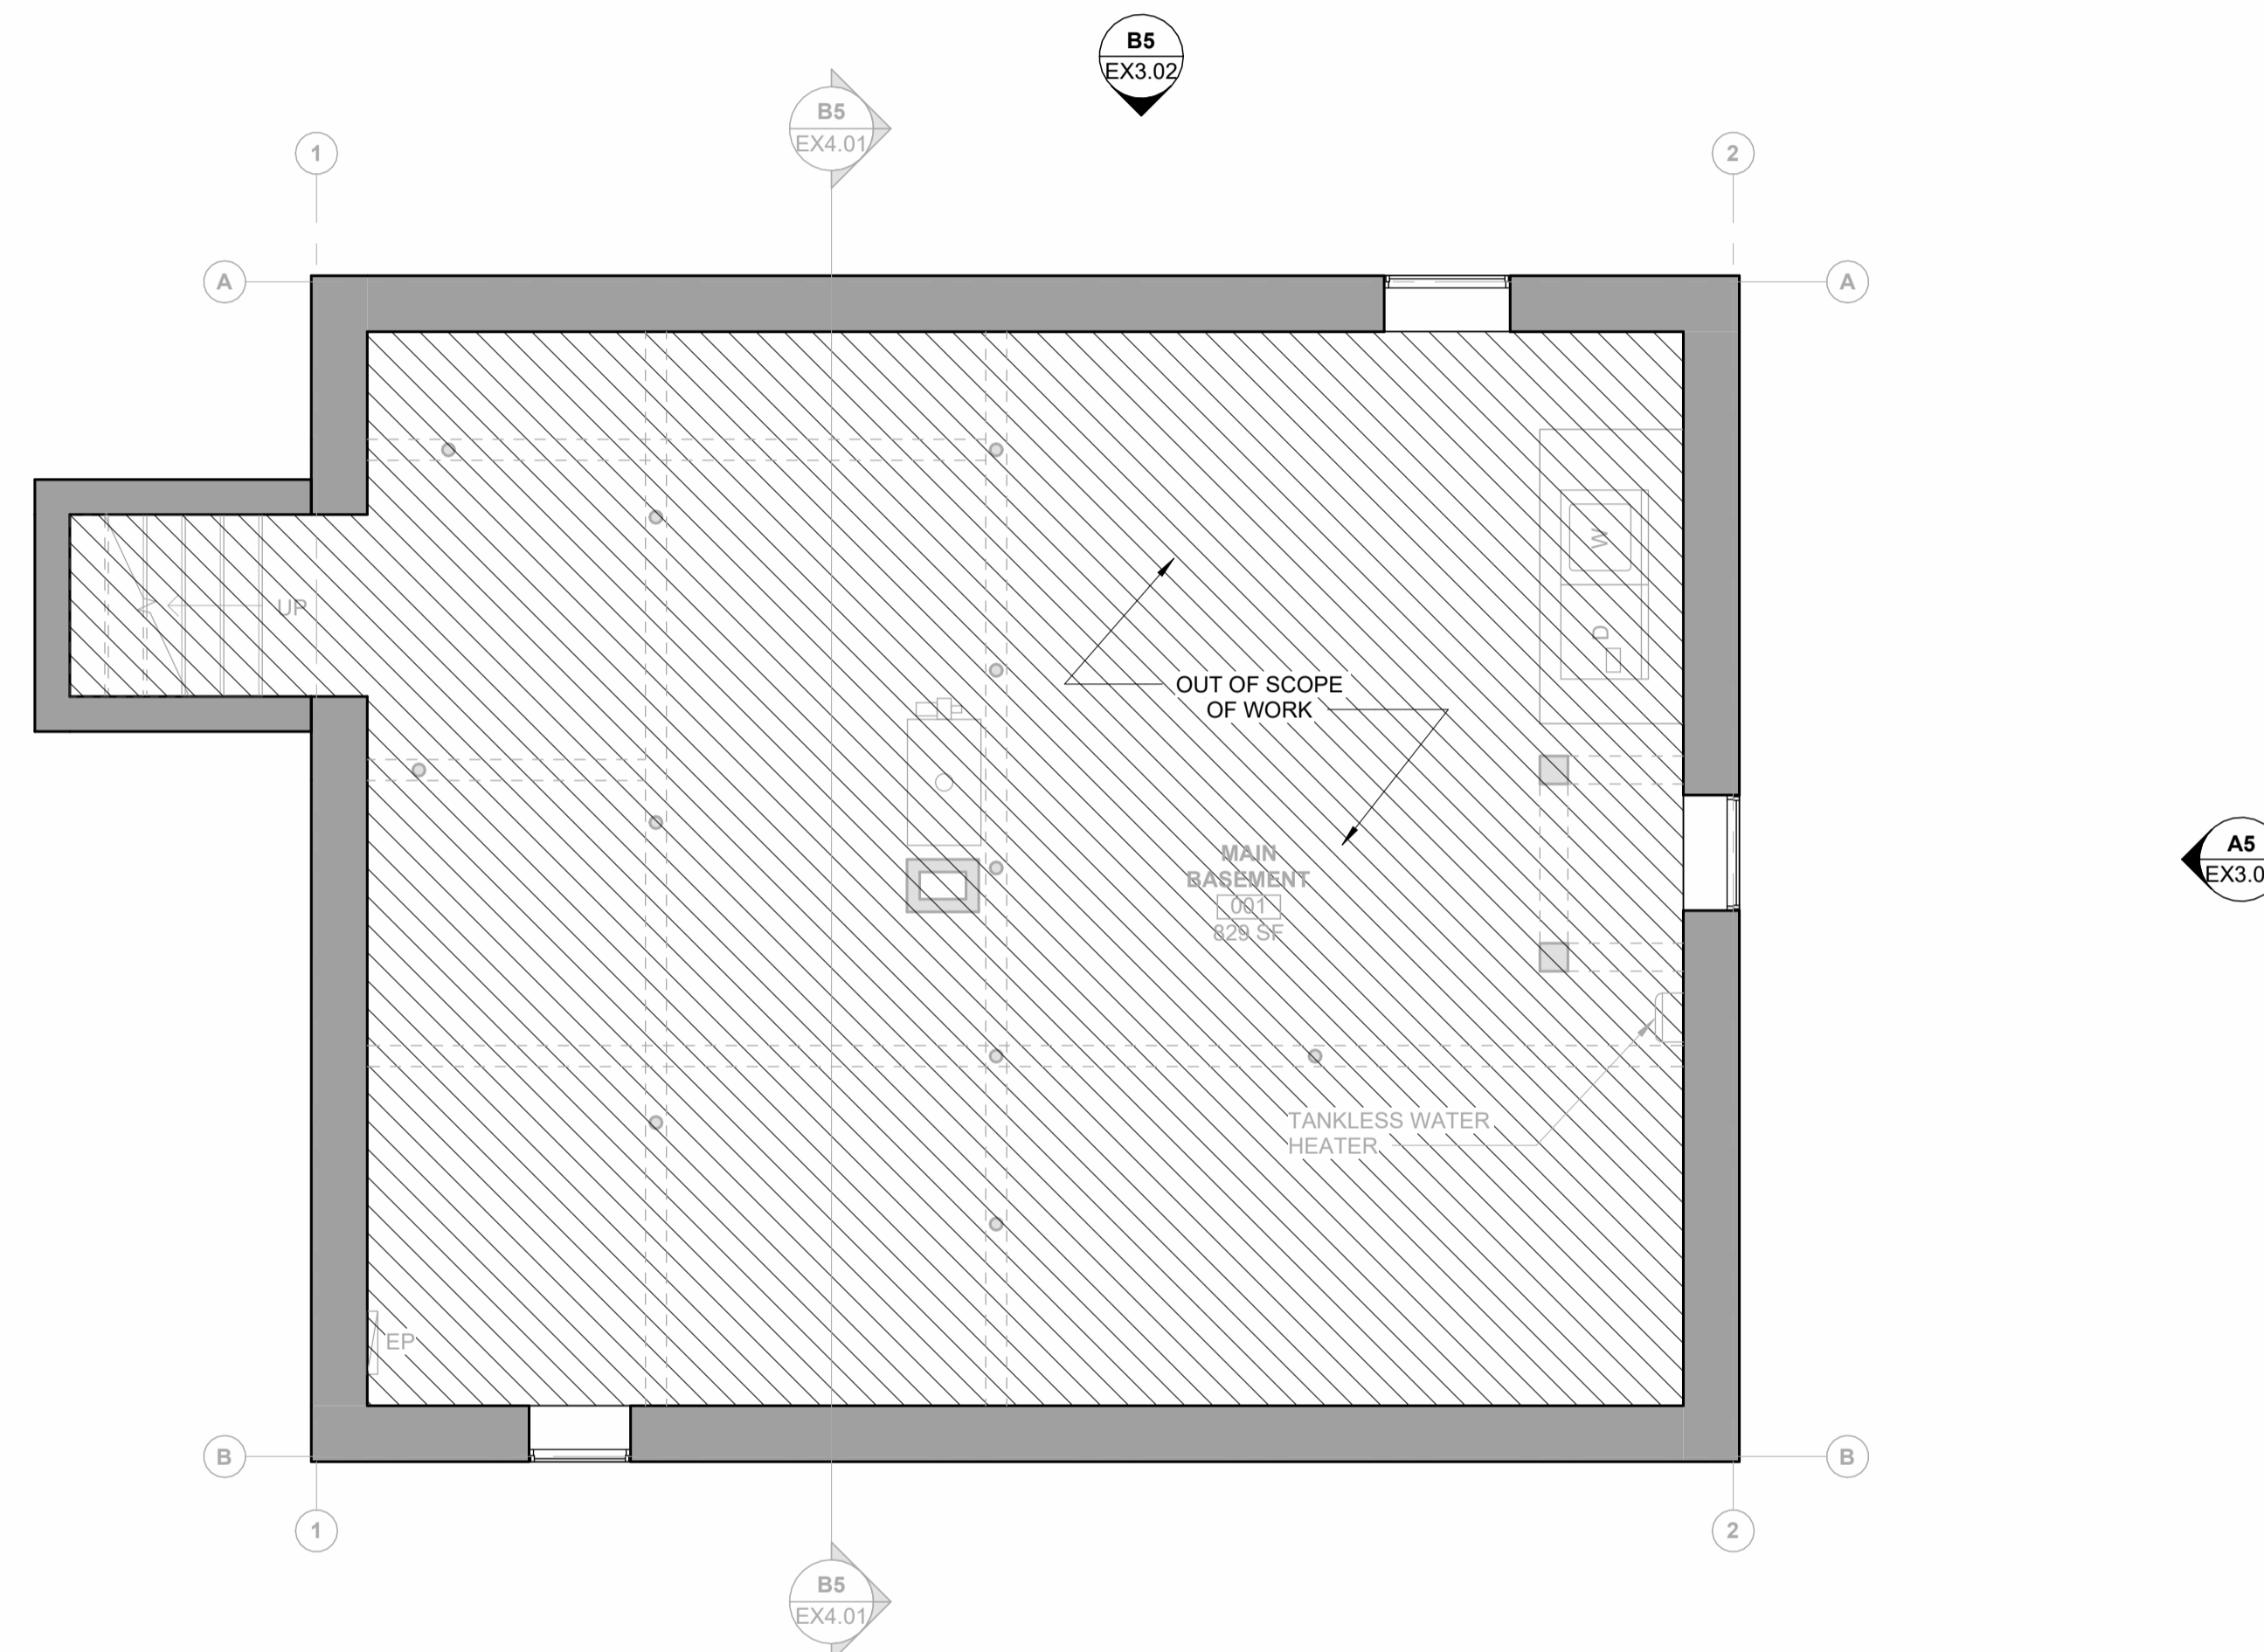 B5
EX3.02
B5
EX4.01
1
2
A
A
W
UP
D
OUT OF SCOPE
OF WORK
A5
MAIN
BASEMENT
001
829 SF
TANKLESS WATER
HEATER
EP
B
B
1
2
B5
EX4.01